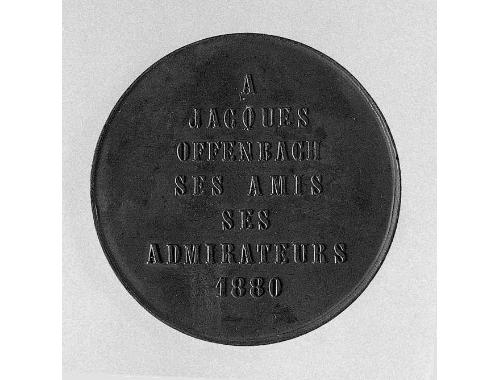 A
JACQUES
OFFENBACH
SES AMIS
SES
ADMIRATEURS
1880